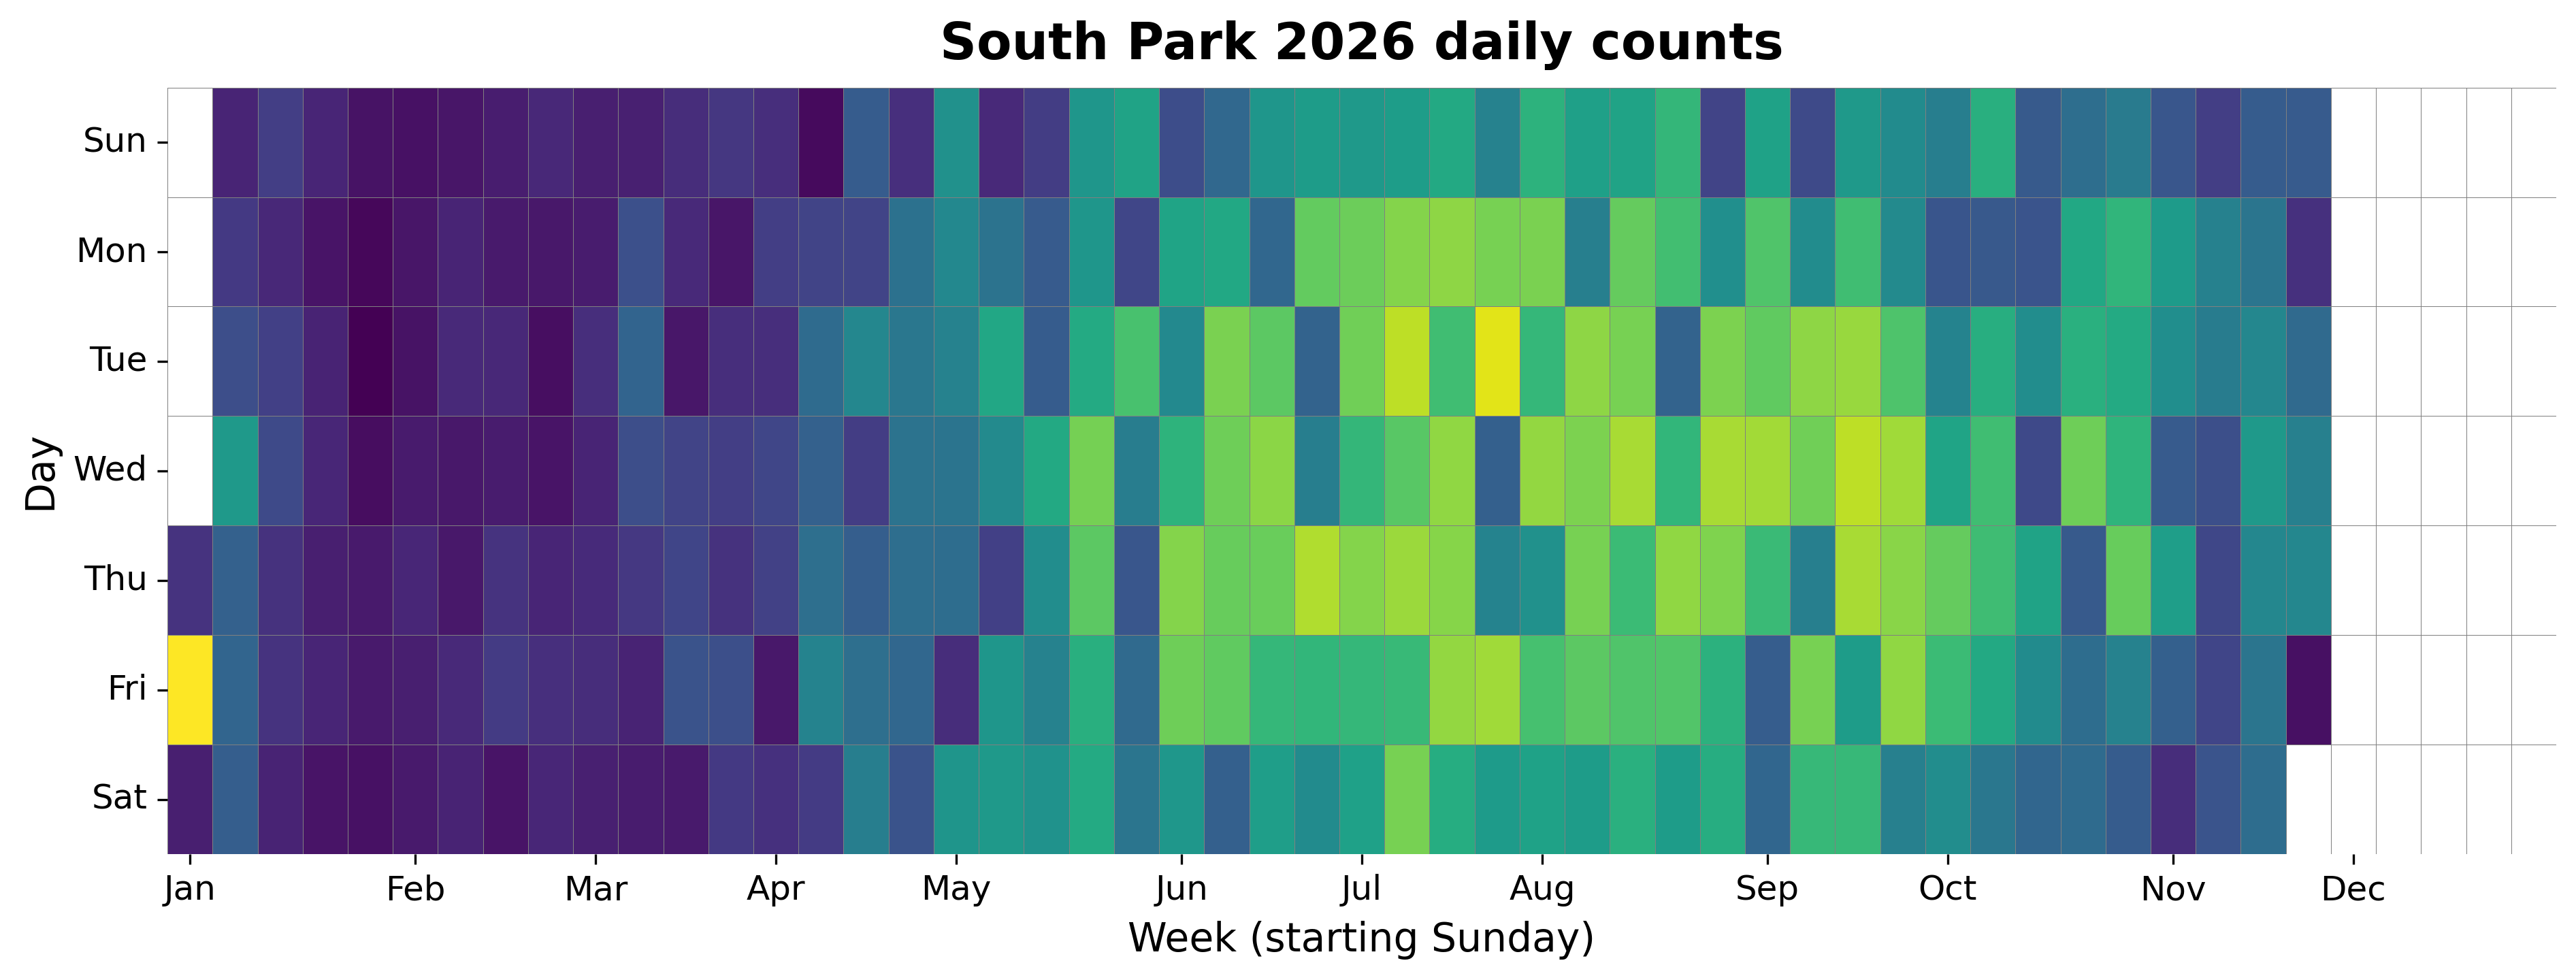 South Park 2026 daily counts
Day
Sun
Mon
Tue
Wed
Thu
Fri
Sat
Jan Feb Mar Apr May Jun Jul Aug Sep Oct Nov Dec
Week (starting Sunday)